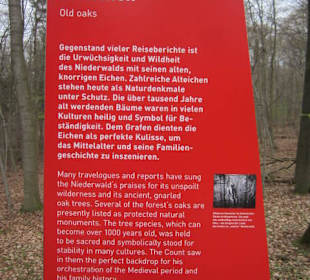 Old oaks
Gegenstand vieler Reiseberichte ist
die Urwüchsigkeit und Wildheit
des Niederwalds mit seinen alten,
knorrigen Eichen. Zahlreiche Alteichen
stehen heute als Naturdenkmale
unter Schutz. Die über tausend Jahre
alt werdenden Bäume waren in vielen
Kulturen heilig und Symbol für Be-
ständigkeit. Dem Grafen dienten die
Eichen als perfekte Kulisse, um
das Mittelalter und seine Familien-
geschichte zu inszenieren.
Many travelogues and reports have sung
the Niederwald's praises for its unspoilt
wilderness and its ancient, gnarled
oak trees. Several of the forest's oaks are
presently listed as protected natural
monuments. The tree species, which can
become over 1000 years old, was held
to be sacred and symbolically stood for
stability in many cultures. The Count saw
in them the perfect backdrop for his
orchestration of the Medieval period and
his family history.